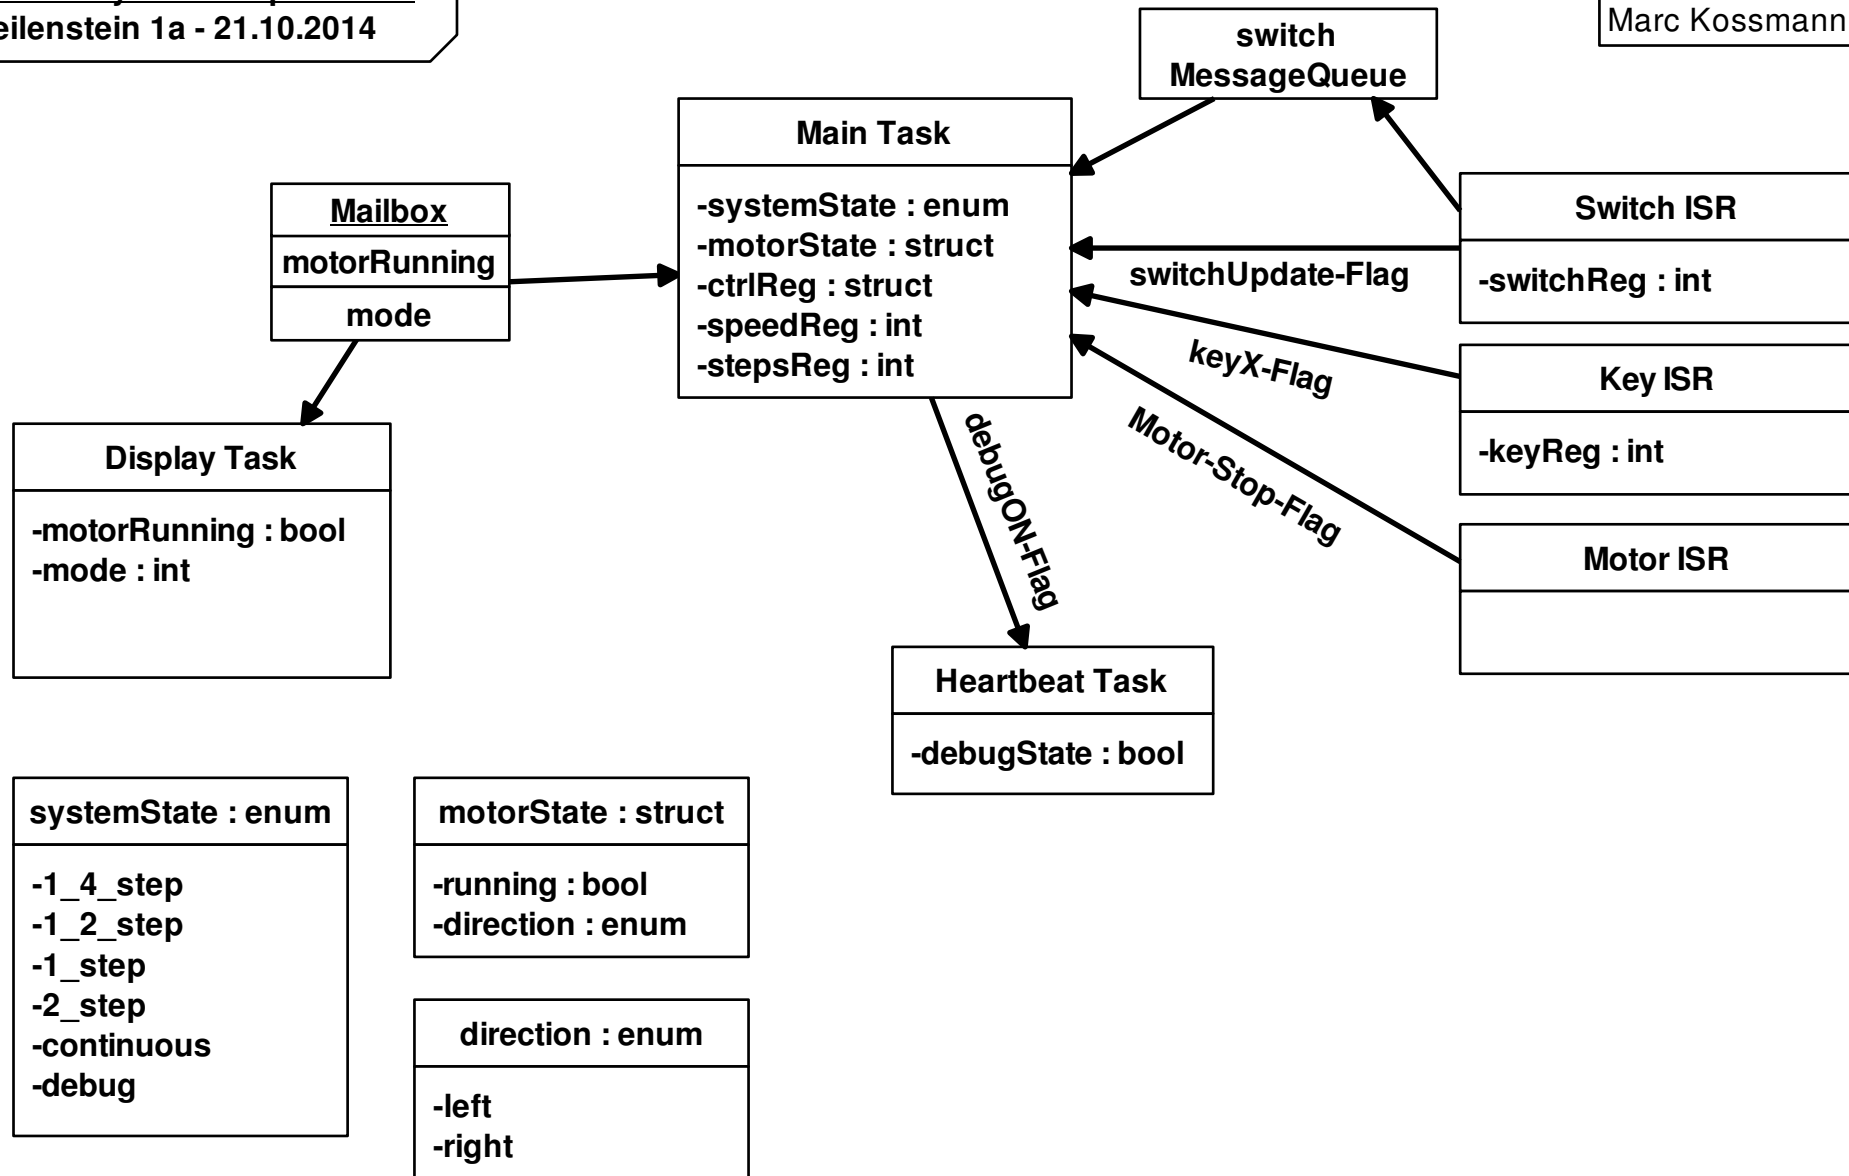 eilenstein 1a - 21.10.2014
Marc Kossmann
switch
MessageQueue
Main Task
-systemState : enum
-motorState : struct
-ctrlReg : struct
-speedReg : int
-stepsReg : int
Mailbox
motorRunning
mode
Switch ISR
-switchReg : int
switchUpdate-Flag
keyX-Flag
Key ISR
-keyReg : int
Motor-Stop-Flag
Motor ISR
debugON-Flag
Display Task
-motorRunning : bool
-mode : int
Heartbeat Task
-debugState : bool
systemState : enum
-1_4_step
-1_2_step
-1_step
-2_step
-continuous
-debug
motorState : struct
-running : bool
-direction : enum
direction : enum
-left
-right